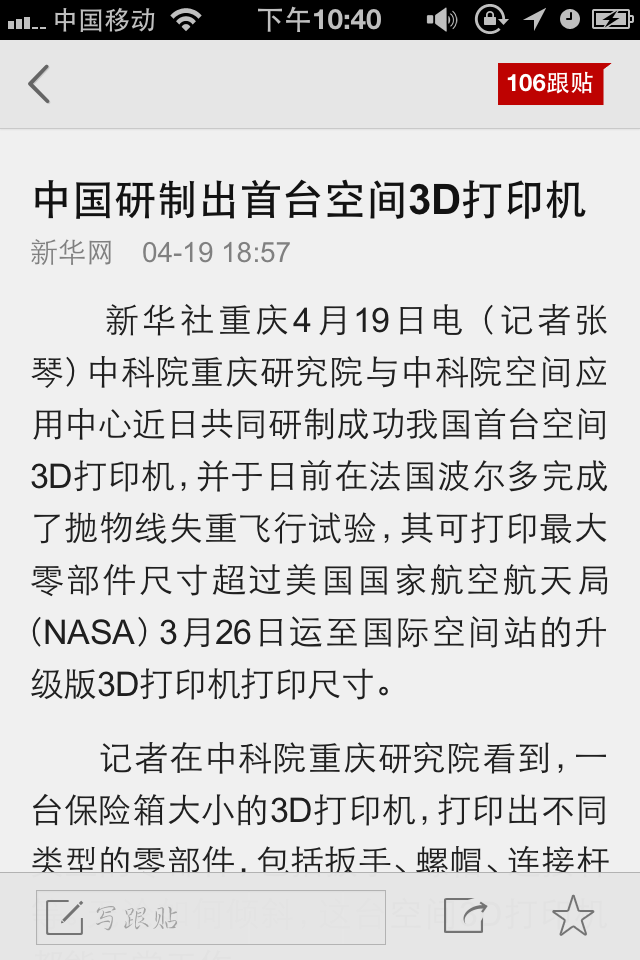 中国移动 下午10:40
106跟贴
中国研制出首台空间3D打印机
新华网 04-19 18:57
新华社重庆4月19日电（记者张
琴）中科院重庆研究院与中科院空间应
用中心近日共同研制成功我国首台空间
3D打印机,并于日前在法国波尔多完成
了抛物线失重飞行试验,其可打印最大
零部件尺寸超过美国国家航空航天局
(NASA)3月26日运至国际空间站的升
级版3D打印机打印尺寸。
记者在中科院重庆研究院看到,一
台保险箱大小的3D打印机,打印出不同
类型的零部件,包括扳手、螺帽、连接杆
写跟贴